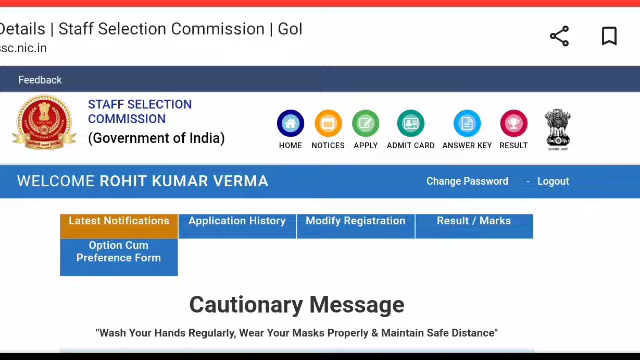 Details | Staff Selection Commission | GoI
ssc.nic.in
Feedback
STAFF SELECTION
COMMISSION
(Government of India)
HOME
NOTICES
APPLY
ADMIT CARD
ANSWER KEY
RESULT
WELCOME ROHIT KUMAR VERMA
Change Password - Logout
Latest Notifications
Application History
Modify Registration
Result / Marks
Option Cum
Preference Form
Cautionary Message
"Wash Your Hands Regularly, Wear Your Masks Properly & Maintain Safe Distance"